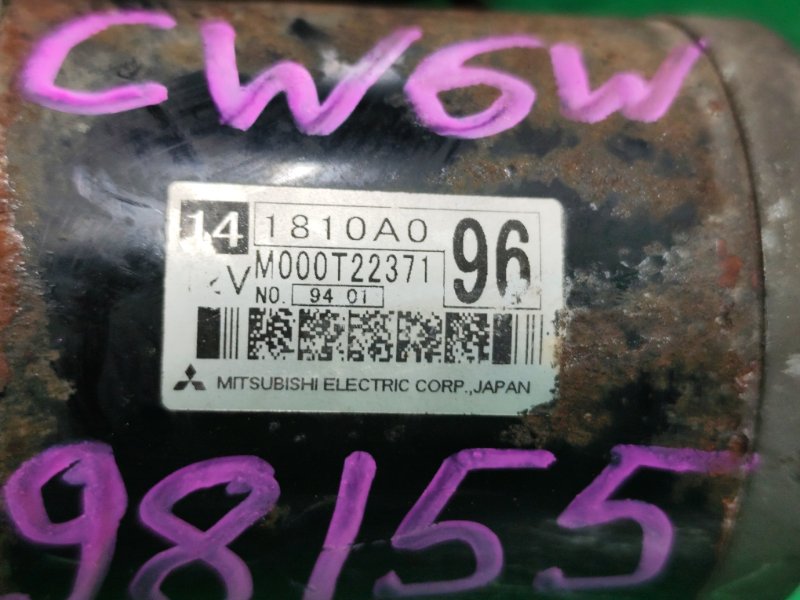 CW6W
14 1810A0 96
V M000T22371
NO. 94 01
MITSUBISHI ELECTRIC CORP., JAPAN
98155